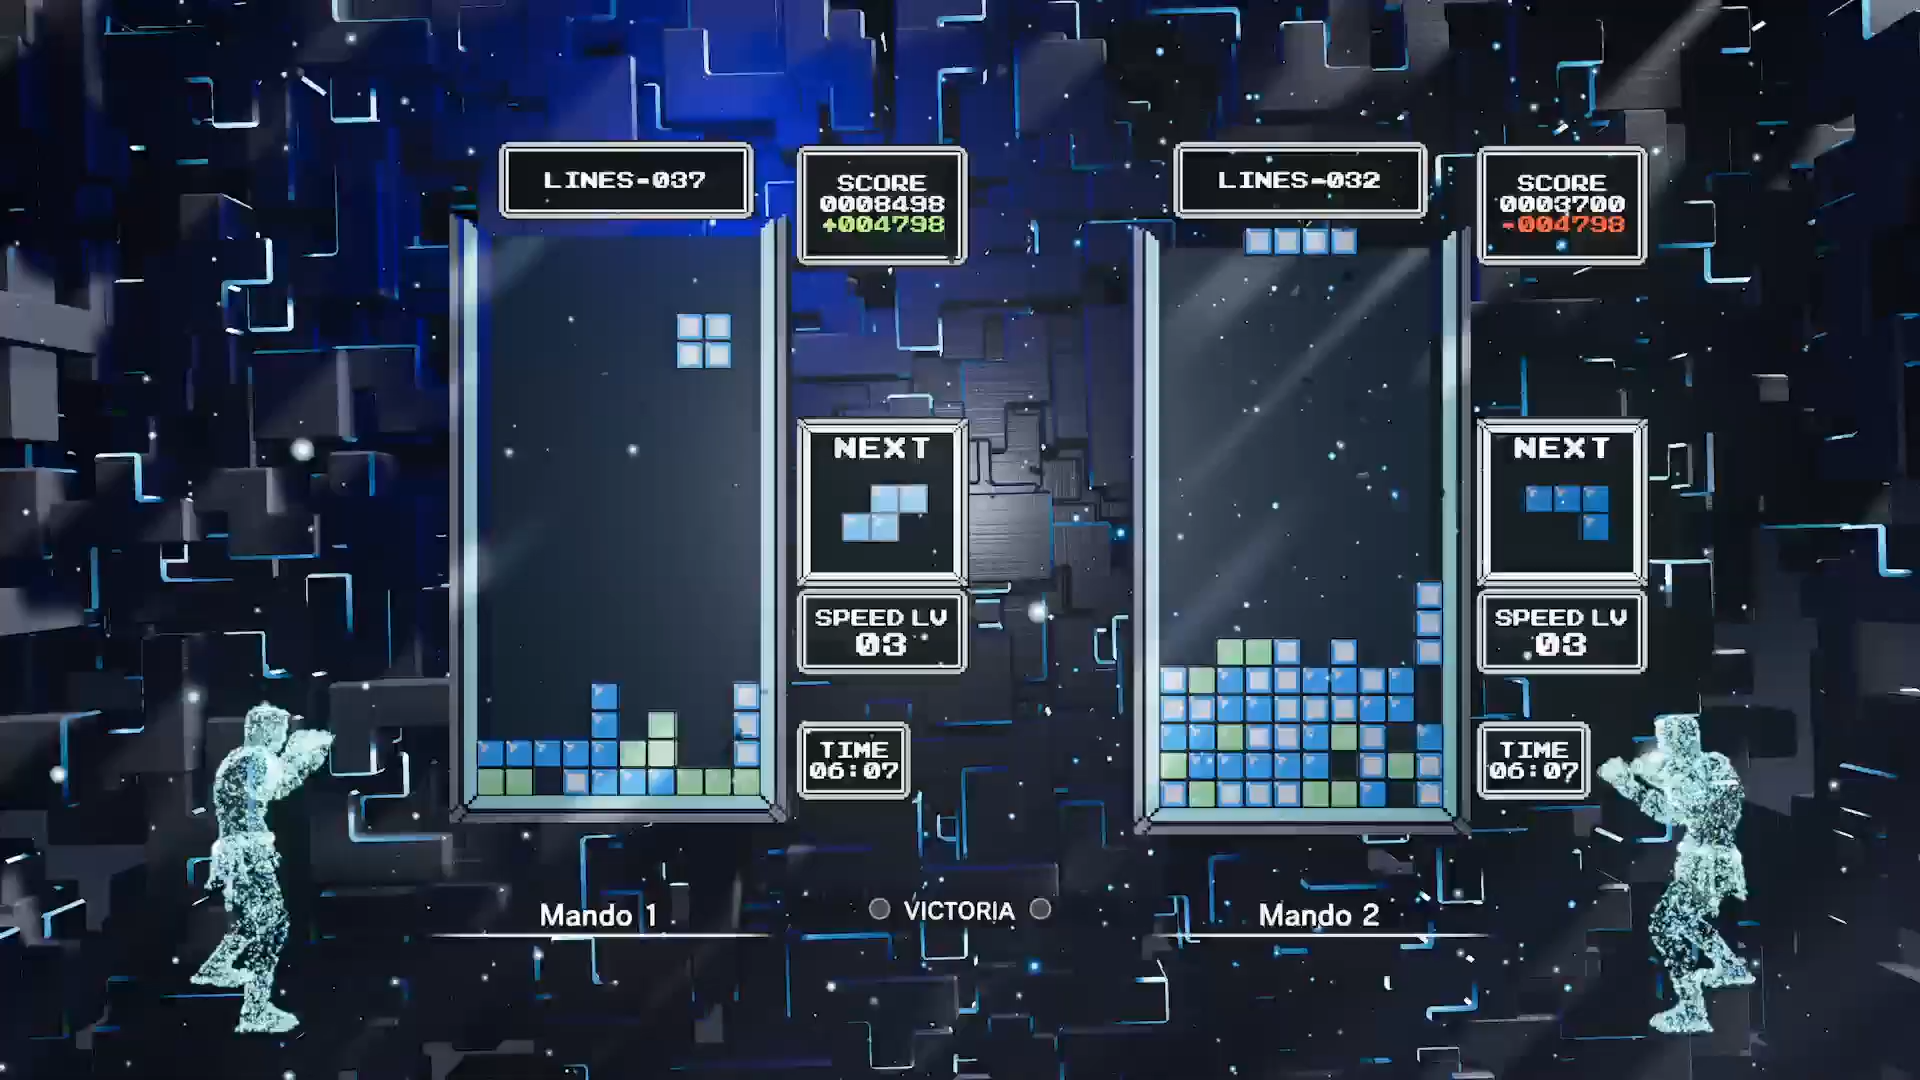 LINES-037
SCORE
0008498
+004798
NEXT
SPEED LV
03
TIME
06:07
LINES-032
SCORE
0003700
-004798
NEXT
SPEED LV
03
TIME
06:07
Mando 1
VICTORIA
Mando 2